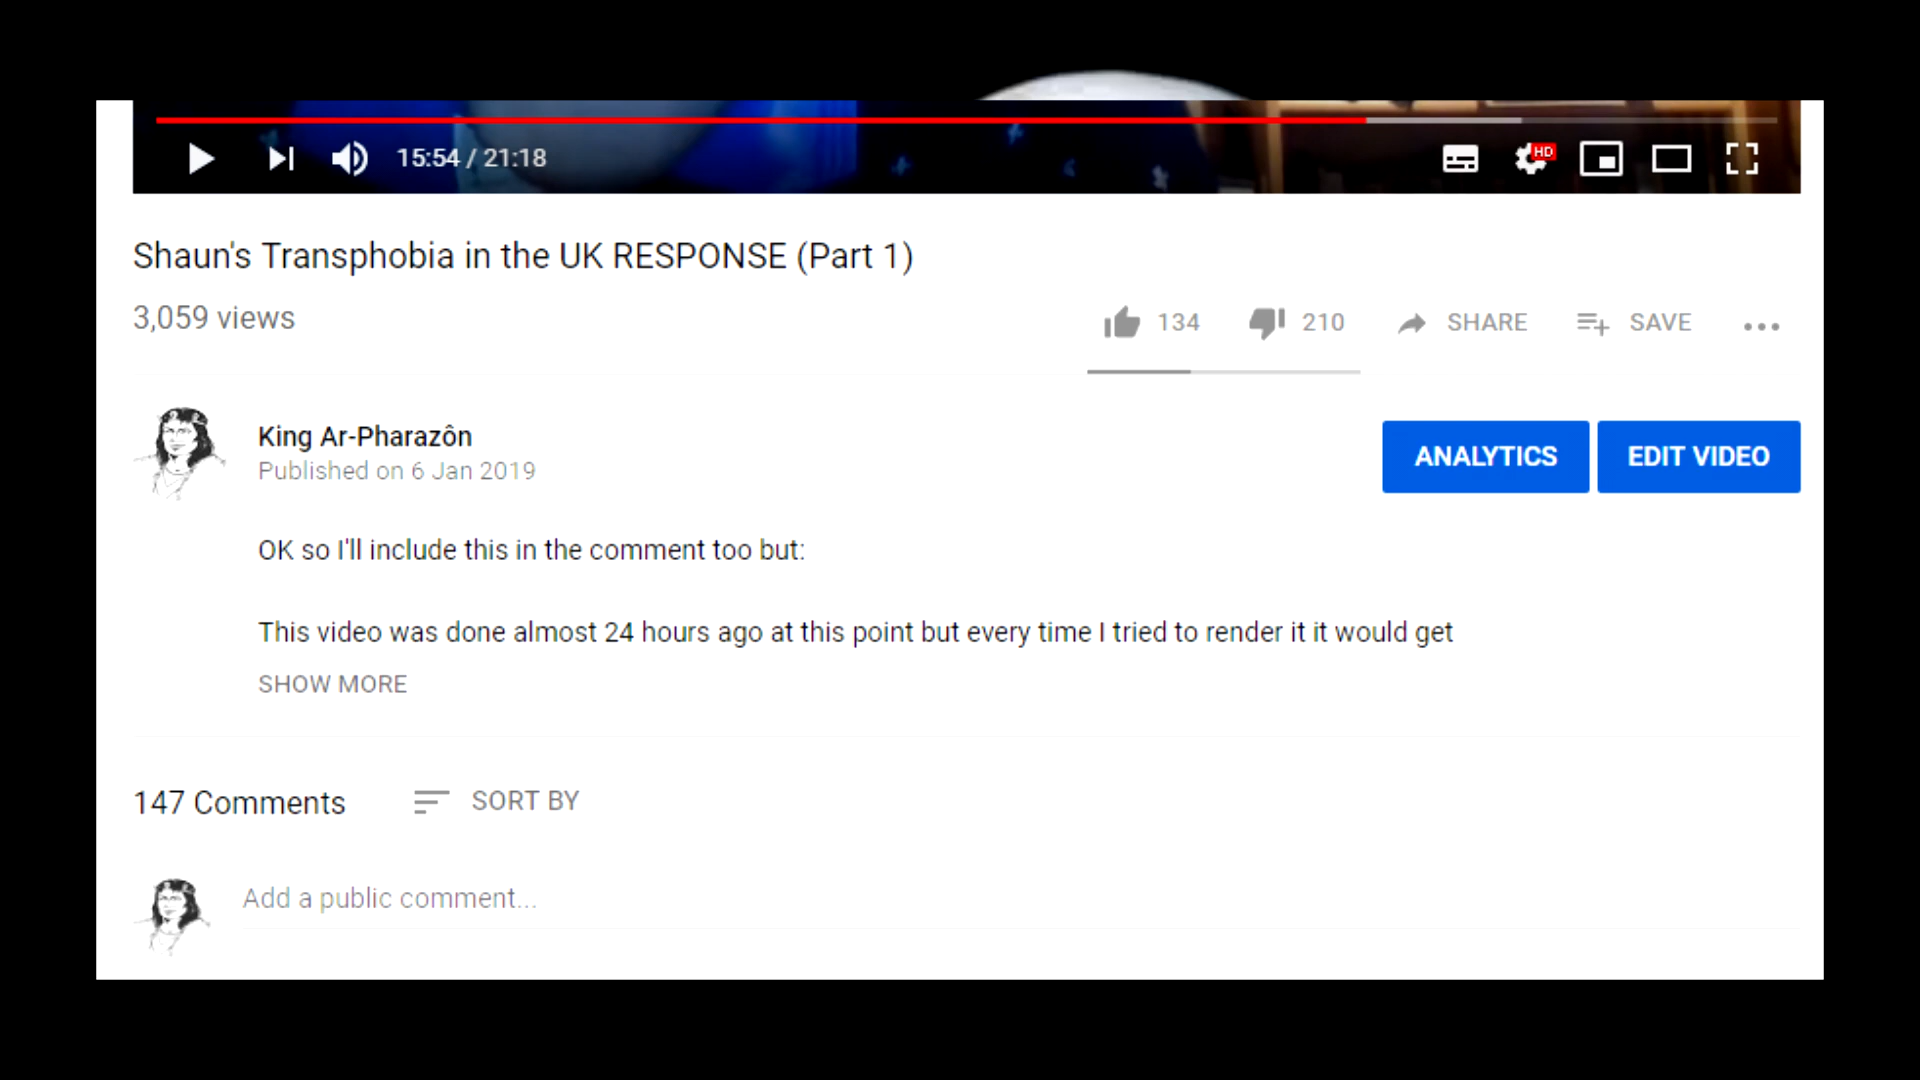 15:54 / 21:18
HD
Shaun's Transphobia in the UK RESPONSE (Part 1)
3,059 views
134
210
SHARE
SAVE
King Ar-Pharazôn
Published on 6 Jan 2019
ANALYTICS
EDIT VIDEO
OK so I'll include this in the comment too but:
This video was done almost 24 hours ago at this point but every time I tried to render it it would get
SHOW MORE
147 Comments
SORT BY
Add a public comment...